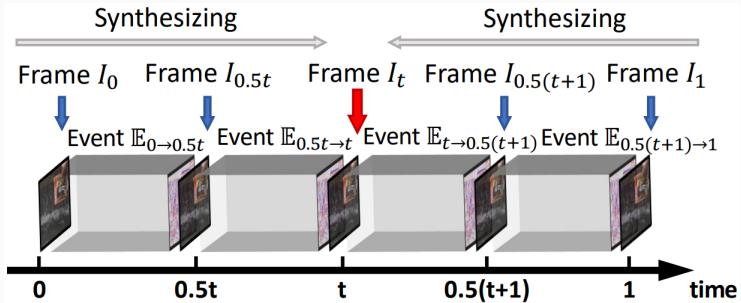 Synthesizing Synthesizing
Frame I₀ Frame I₀.₅ₜ Frame Iₜ Frame I₀.₅₍ₜ₊₁₎ Frame I₁
Event 𝔼₀→₀.₅ₜ Event 𝔼₀.₅ₜ→ₜ Event 𝔼ₜ→₀.₅₍ₜ₊₁₎ Event 𝔼₀.₅₍ₜ₊₁₎→₁
0 0.5t t 0.5(t+1) 1 time